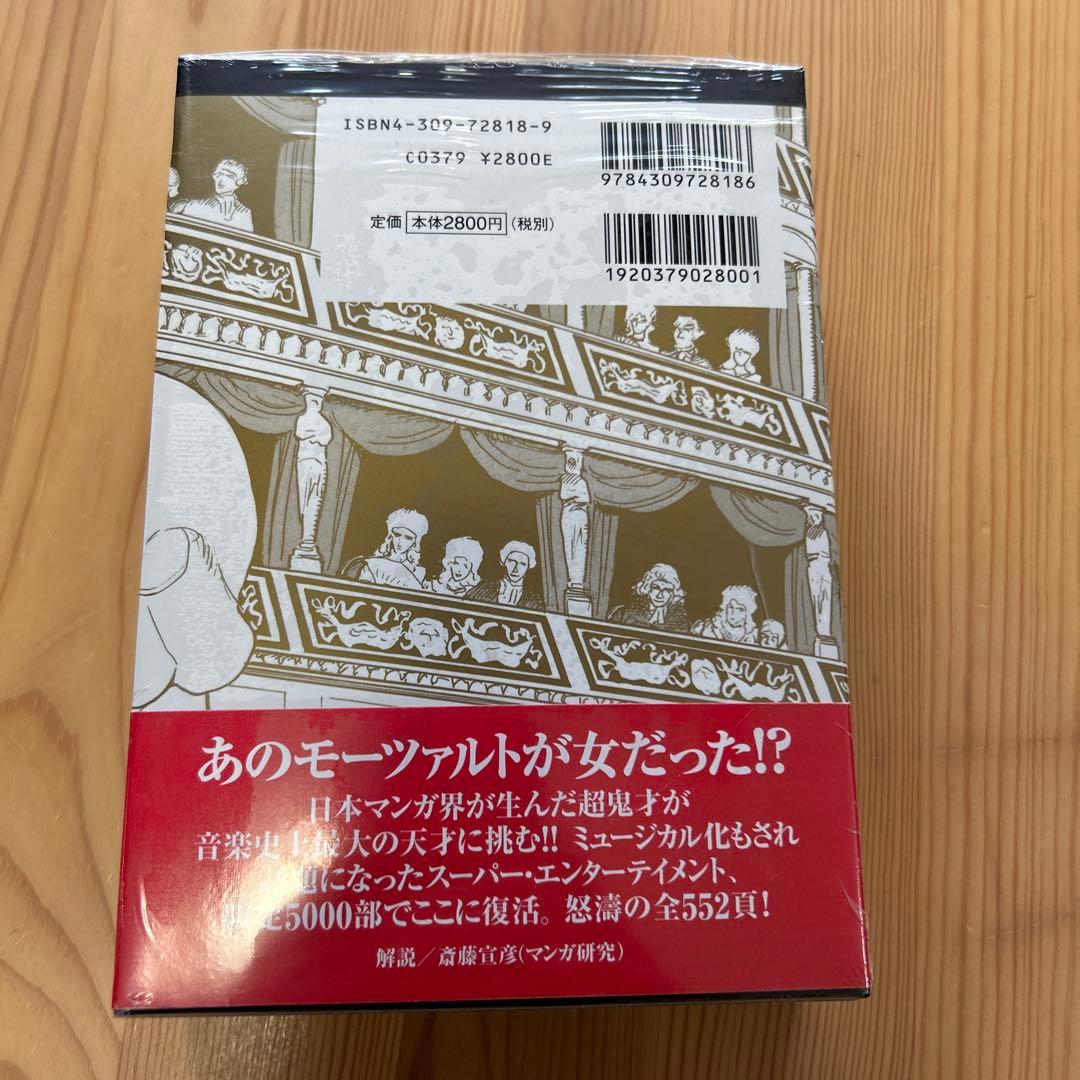 ISBN4-309-72818-9
C0379 ¥2800E
9784309728186
定価 本体2800円(税別)
1920379028001
あのモーツァルトが女だった!?
日本マンガ界が生んだ超鬼才が
音楽史上最大の天才に挑む!! ミュージカル化もされ
になったスーパー・エンターテイメント、
5000部でここに復活。怒濤の全552頁!
解説/斎藤宣彦(マンガ研究)